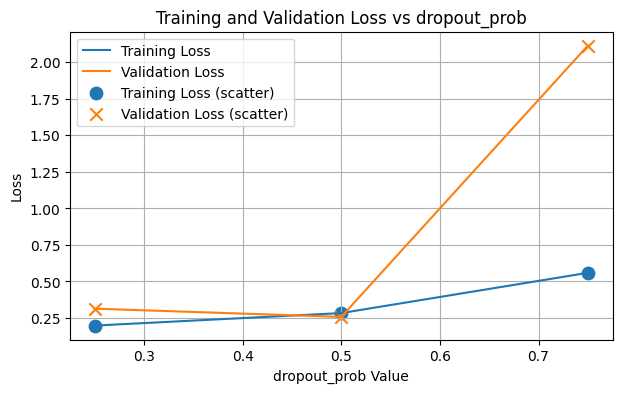 Training and Validation Loss vs dropout_prob
Training Loss
Validation Loss
Training Loss (scatter)
Validation Loss (scatter)
Loss
2.00
1.75
1.50
1.25
1.00
0.75
0.50
0.25
0.3 0.4 0.5 0.6 0.7
dropout_prob Value